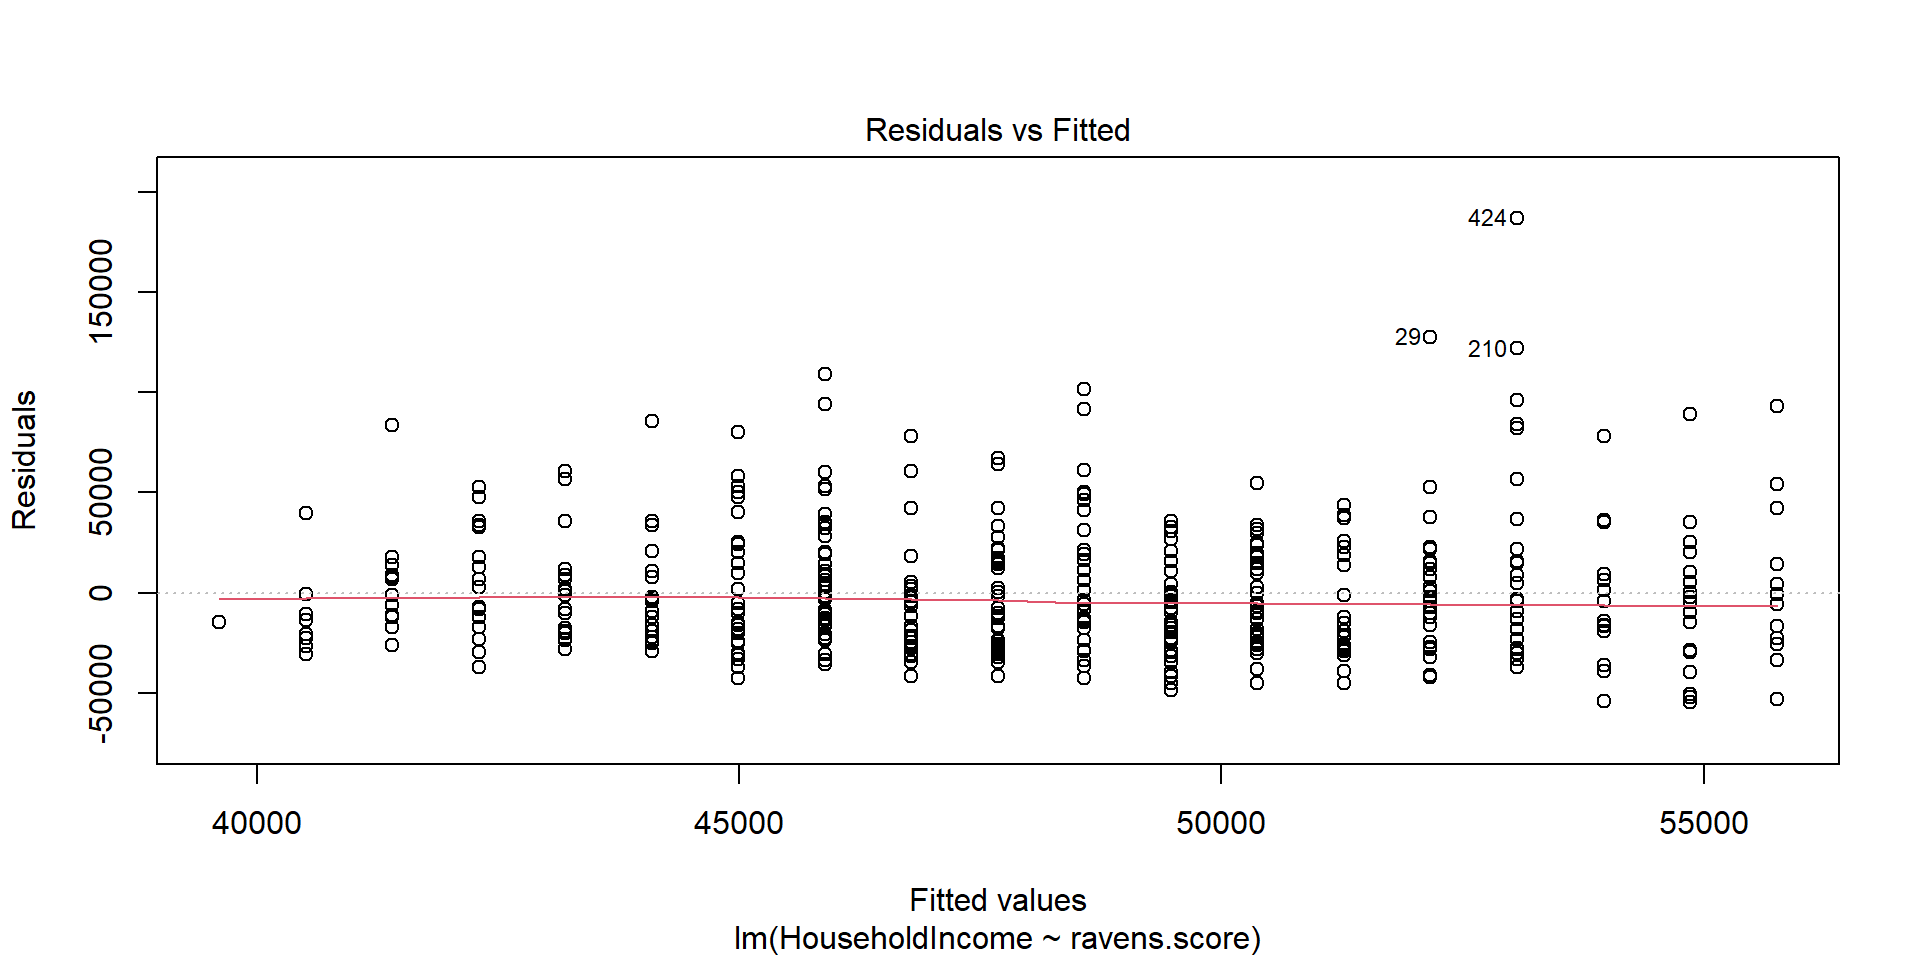 Residuals vs Fitted
Residuals
150000
50000
0
-50000
424
29
210
40000 45000 50000 55000
Fitted values
lm(HouseholdIncome ~ ravens.score)